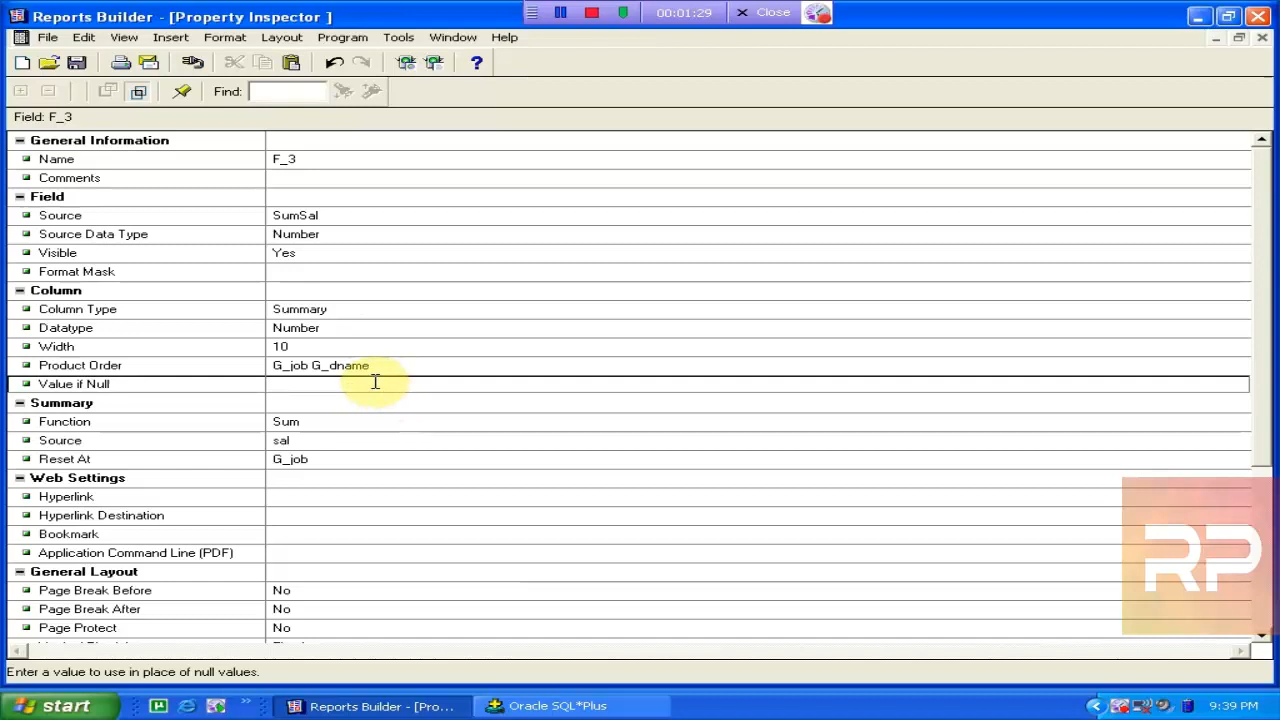 Reports Builder - [Property Inspector ]
00:01:29
Close
File Edit View Insert Format Layout Program Tools Window Help
Find:
Field: F_3
General Information
Name F_3
Comments
Field
Source SumSal
Source Data Type Number
Visible Yes
Format Mask
Column
Column Type Summary
Datatype Number
Width 10
Product Order G_job G_dname
Value if Null
Summary
Function Sum
Source sal
Reset At G_job
Web Settings
Hyperlink
Hyperlink Destination
Bookmark
Application Command Line (PDF)
General Layout
Page Break Before No
Page Break After No
Page Protect No
RP
Enter a value to use in place of null values.
start
Reports Builder - [Pro...
Oracle SQL*Plus
9:39 PM